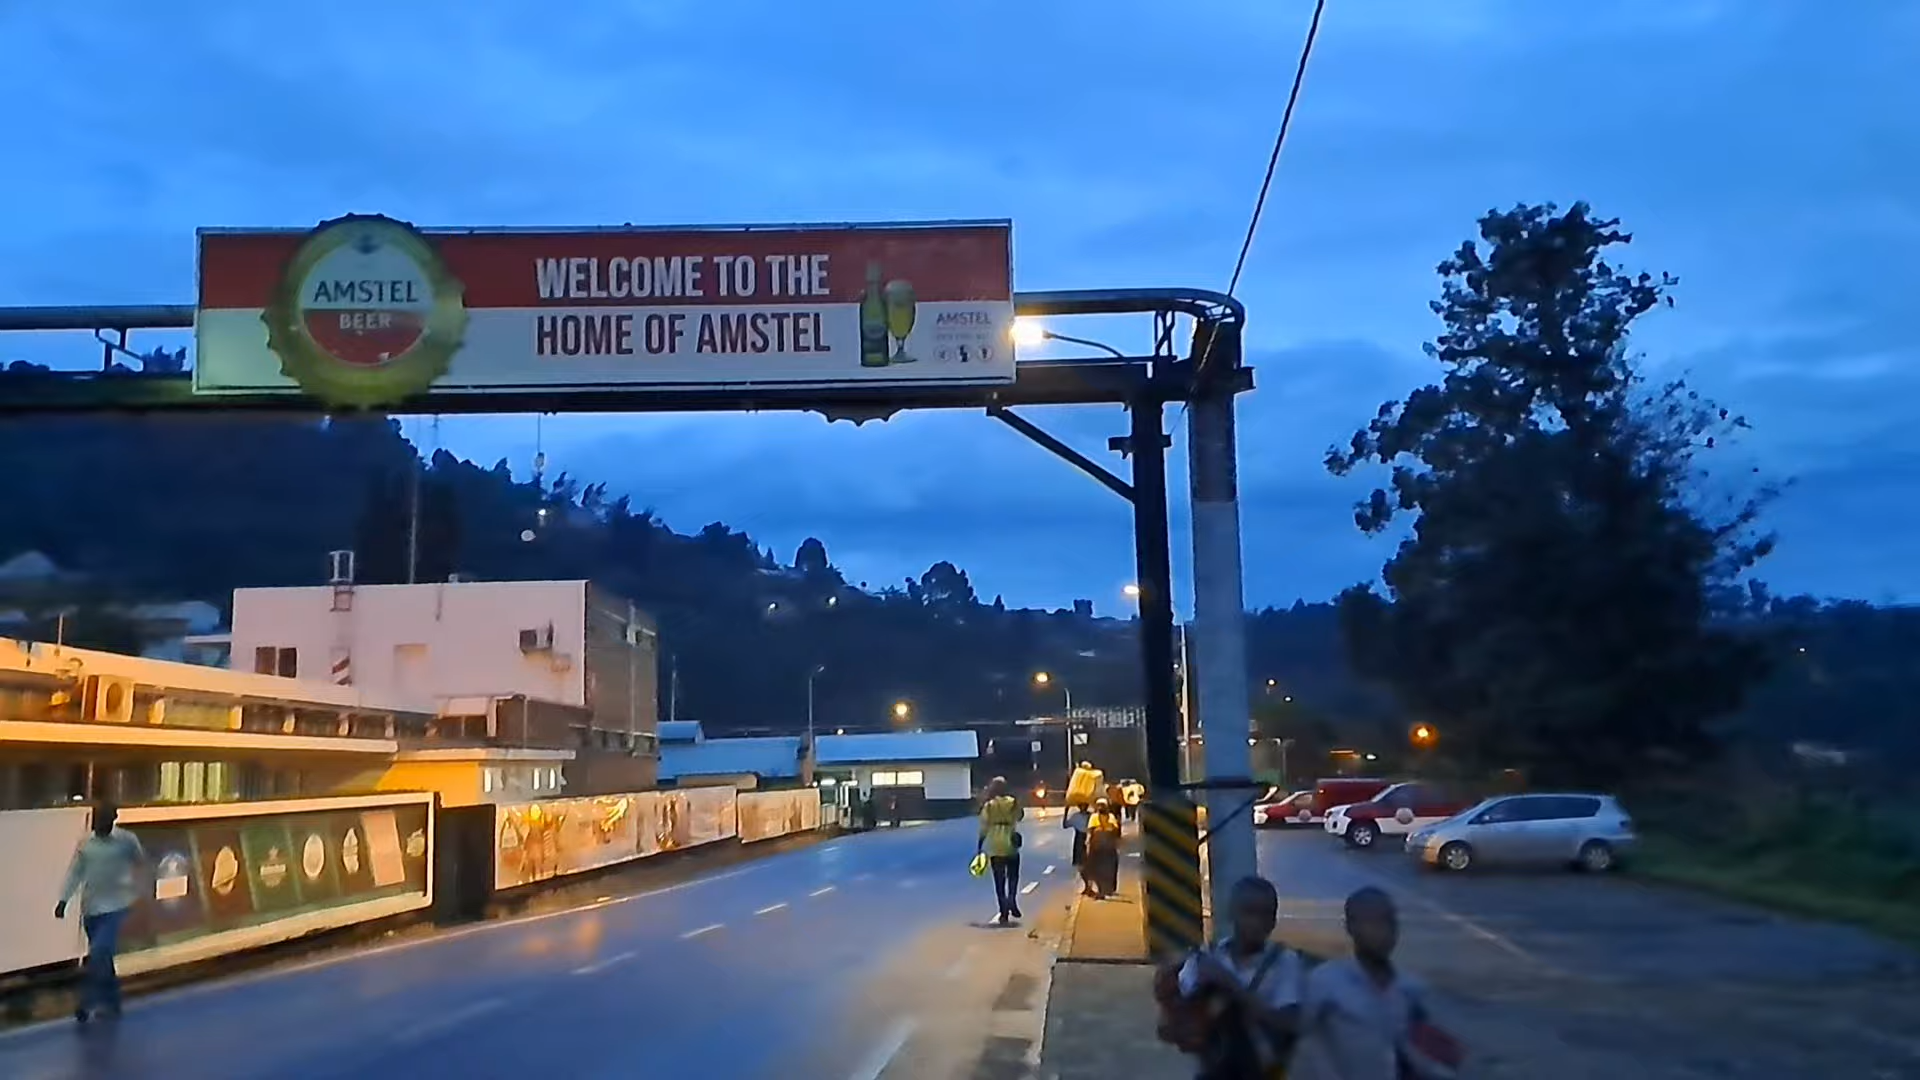 AMSTEL
BEER
WELCOME TO THE
HOME OF AMSTEL
AMSTEL